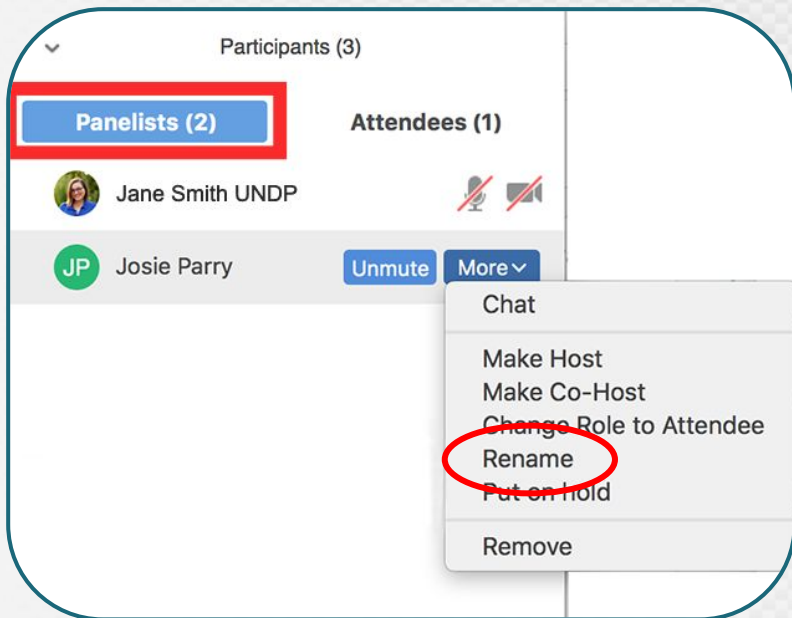 Participants (3)
Panelists (2) Attendees (1)
Jane Smith UNDP
JP Josie Parry Unmute More
Chat
Make Host
Make Co-Host
Change Role to Attendee
Rename
Put on hold
Remove